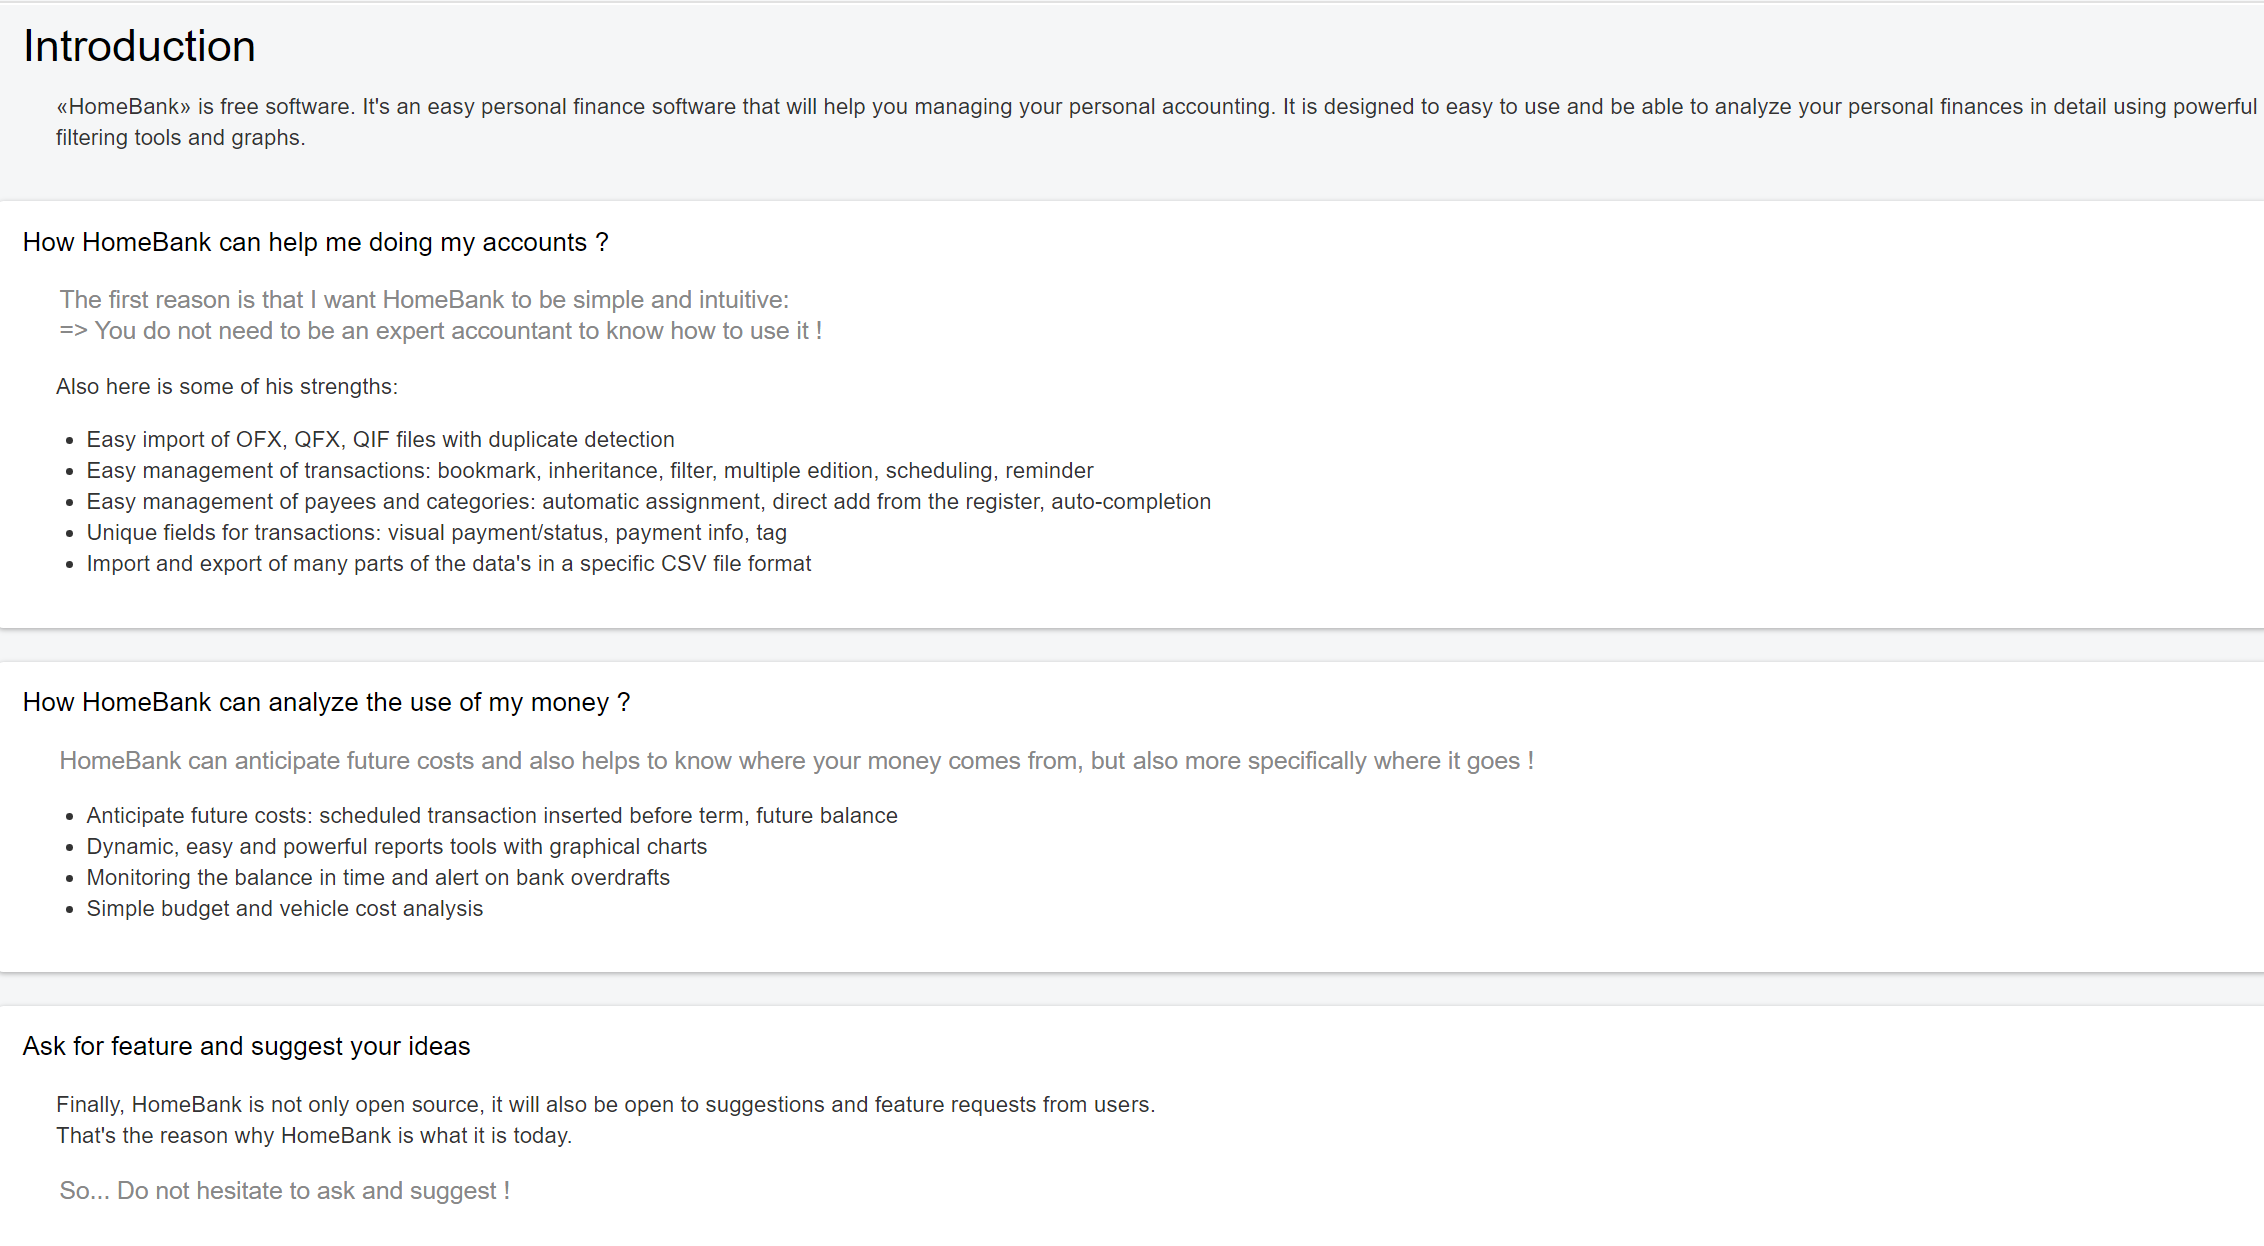 Introduction
«HomeBank» is free software. It's an easy personal finance software that will help you managing your personal accounting. It is designed to easy to use and be able to analyze your personal finances in detail using powerful
filtering tools and graphs.
How HomeBank can help me doing my accounts ?
The first reason is that I want HomeBank to be simple and intuitive:
=> You do not need to be an expert accountant to know how to use it !
Also here is some of his strengths:
• Easy import of OFX, QFX, QIF files with duplicate detection
• Easy management of transactions: bookmark, inheritance, filter, multiple edition, scheduling, reminder
• Easy management of payees and categories: automatic assignment, direct add from the register, auto-completion
• Unique fields for transactions: visual payment/status, payment info, tag
• Import and export of many parts of the data's in a specific CSV file format
How HomeBank can analyze the use of my money ?
HomeBank can anticipate future costs and also helps to know where your money comes from, but also more specifically where it goes !
• Anticipate future costs: scheduled transaction inserted before term, future balance
• Dynamic, easy and powerful reports tools with graphical charts
• Monitoring the balance in time and alert on bank overdrafts
• Simple budget and vehicle cost analysis
Ask for feature and suggest your ideas
Finally, HomeBank is not only open source, it will also be open to suggestions and feature requests from users.
That's the reason why HomeBank is what it is today.
So... Do not hesitate to ask and suggest !